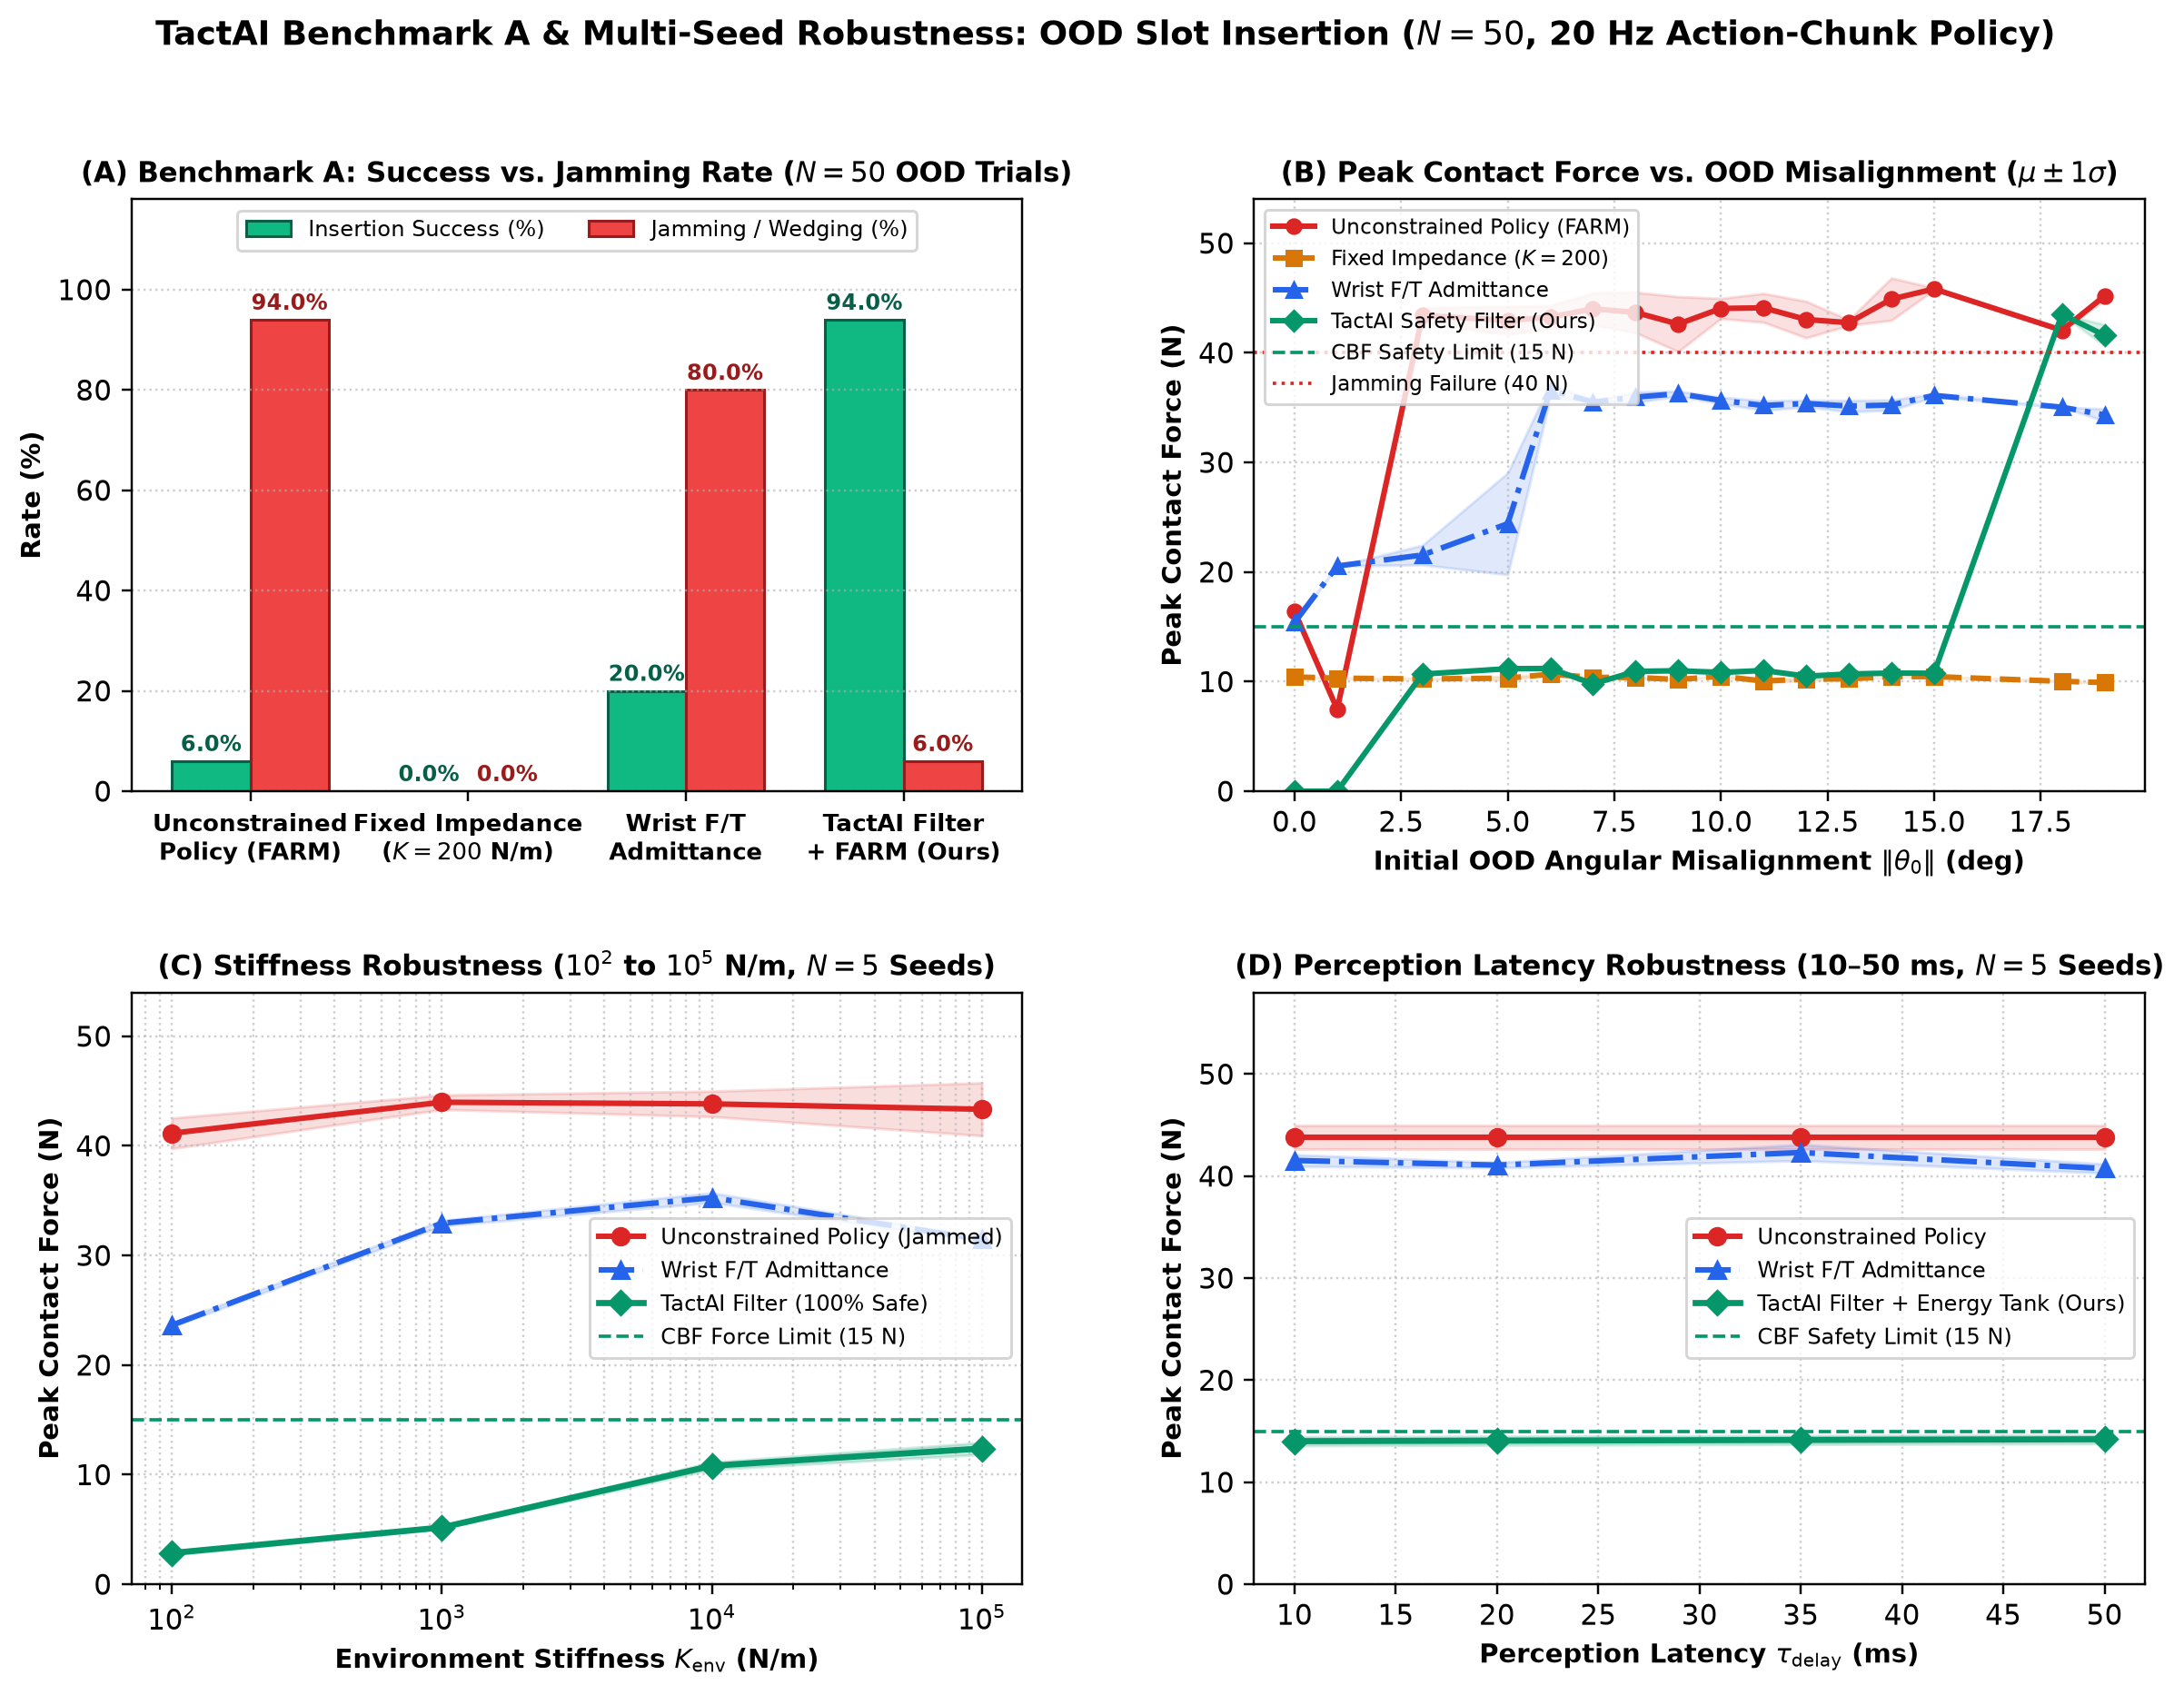 TactAI Benchmark A & Multi-Seed Robustness: OOD Slot Insertion (N = 50, 20 Hz Action-Chunk Policy)
(A) Benchmark A: Success vs. Jamming Rate (N = 50 OOD Trials)
Insertion Success (%)
Jamming / Wedging (%)
Rate (%)
100
80
60
40
20
0
6.0%
94.0%
0.0%
0.0%
20.0%
80.0%
94.0%
6.0%
Unconstrained
Policy (FARM)
Fixed Impedance
(K = 200 N/m)
Wrist F/T
Admittance
TactAI Filter
+ FARM (Ours)
(B) Peak Contact Force vs. OOD Misalignment (μ ± 1σ)
Unconstrained Policy (FARM)
Fixed Impedance (K = 200)
Wrist F/T Admittance
TactAI Safety Filter (Ours)
CBF Safety Limit (15 N)
Jamming Failure (40 N)
Peak Contact Force (N)
50
40
30
20
10
0
0.0
2.5
5.0
7.5
10.0
12.5
15.0
17.5
Initial OOD Angular Misalignment ‖θ₀‖ (deg)
(C) Stiffness Robustness (10² to 10⁵ N/m, N = 5 Seeds)
Unconstrained Policy (Jammed)
Wrist F/T Admittance
TactAI Filter (100% Safe)
CBF Force Limit (15 N)
Peak Contact Force (N)
50
40
30
20
10
0
10²
10³
10⁴
10⁵
Environment Stiffness K_env (N/m)
(D) Perception Latency Robustness (10–50 ms, N = 5 Seeds)
Unconstrained Policy
Wrist F/T Admittance
TactAI Filter + Energy Tank (Ours)
CBF Safety Limit (15 N)
Peak Contact Force (N)
50
40
30
20
10
0
10
15
20
25
30
35
40
45
50
Perception Latency τ_delay (ms)